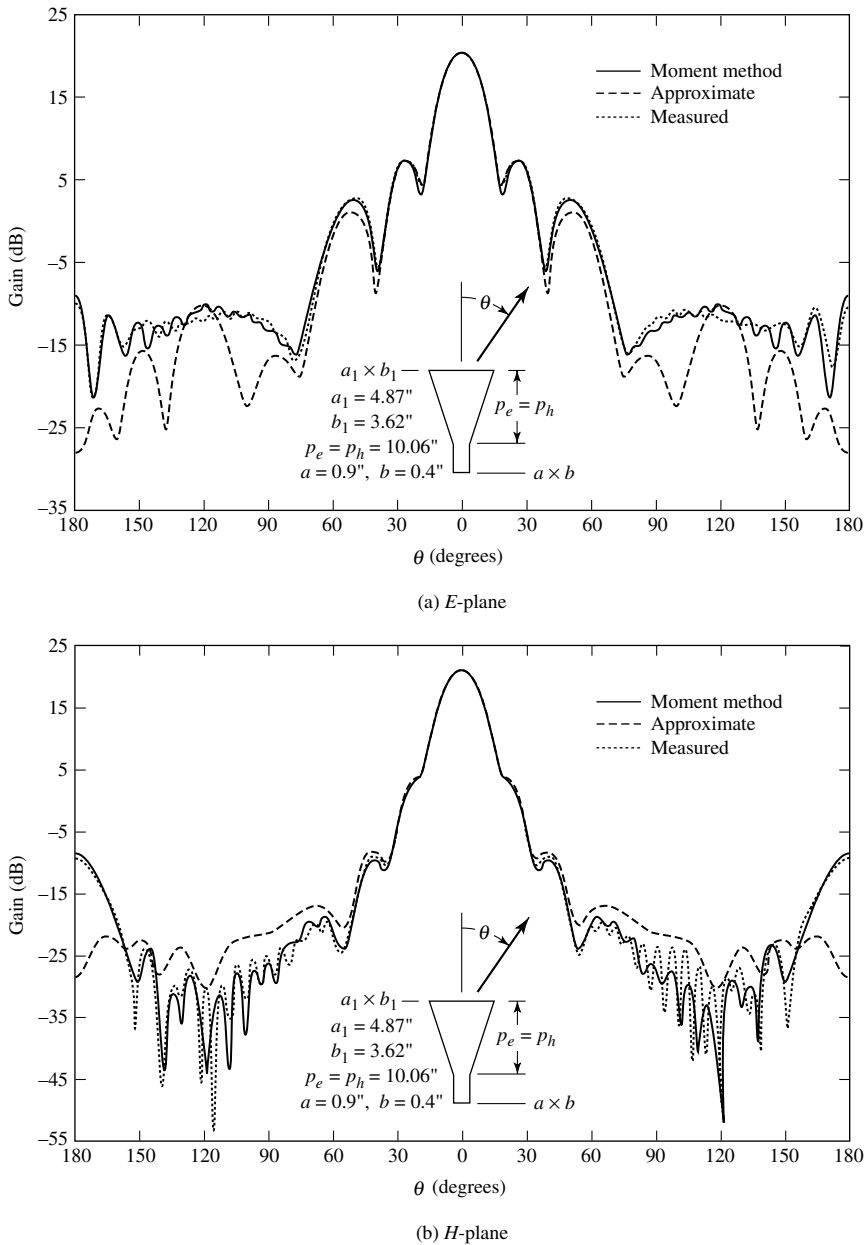 25
15
5
−5
−15
−25
−35
Gain (dB)
Moment method
Approximate
Measured
θ
a₁ × b₁
a₁ = 4.87"
b₁ = 3.62"
pₑ = pₕ = 10.06"
a = 0.9", b = 0.4"
pₑ = pₕ
a × b
180 150 120 90 60 30 0 30 60 90 120 150 180
θ (degrees)
(a) E-plane
25
15
5
−5
−15
−25
−35
−45
−55
Gain (dB)
Moment method
Approximate
Measured
θ
a₁ × b₁
a₁ = 4.87"
b₁ = 3.62"
pₑ = pₕ = 10.06"
a = 0.9", b = 0.4"
pₑ = pₕ
a × b
180 150 120 90 60 30 0 30 60 90 120 150 180
θ (degrees)
(b) H-plane